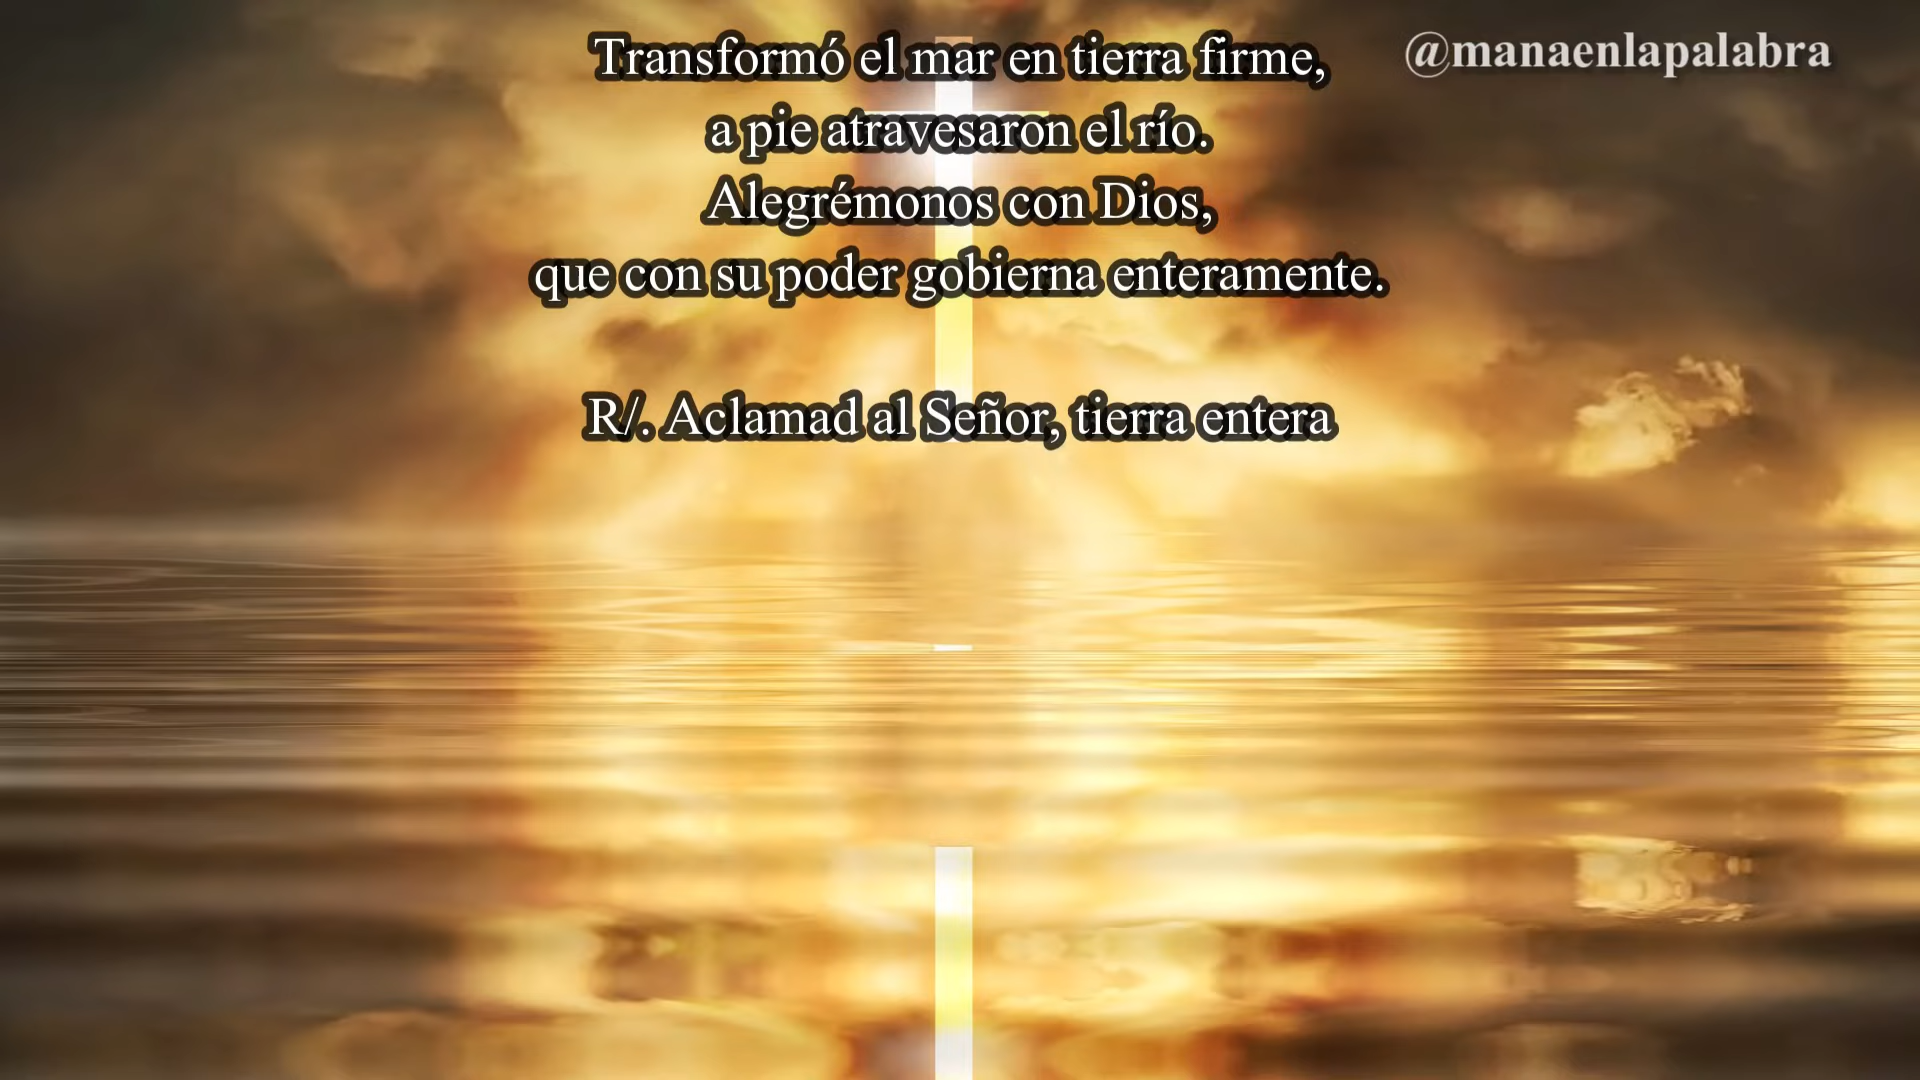 Transformó el mar en tierra firme,
@manaenlapalabra
a pie atravesaron el río.
Alegrémonos con Dios,
que con su poder gobierna enteramente.
R/. Aclamad al Señor, tierra entera